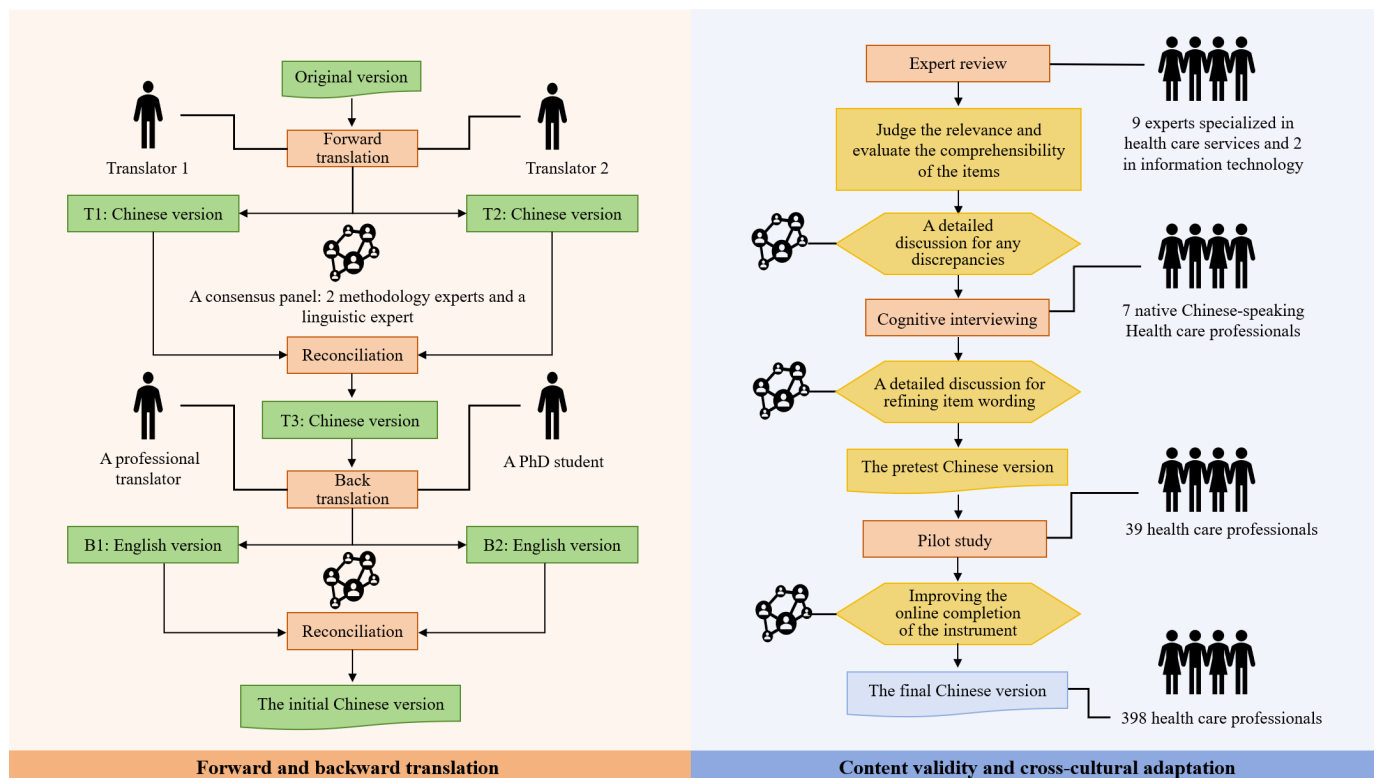 Original version
Forward
translation
Translator 1
Translator 2
T1: Chinese version
T2: Chinese version
A consensus panel: 2 methodology experts and a
linguistic expert
Reconciliation
T3: Chinese version
A professional
translator
A PhD student
Back
translation
B1: English version
B2: English version
Reconciliation
The initial Chinese version
Forward and backward translation
Expert review
9 experts specialized in
health care services and 2
in information technology
Judge the relevance and
evaluate the comprehensibility
of the items
A detailed
discussion for any
discrepancies
Cognitive interviewing
7 native Chinese-speaking
Health care professionals
A detailed discussion for
refining item wording
The pretest Chinese version
39 health care professionals
Pilot study
Improving the
online completion
of the instrument
The final Chinese version
398 health care professionals
Content validity and cross-cultural adaptation